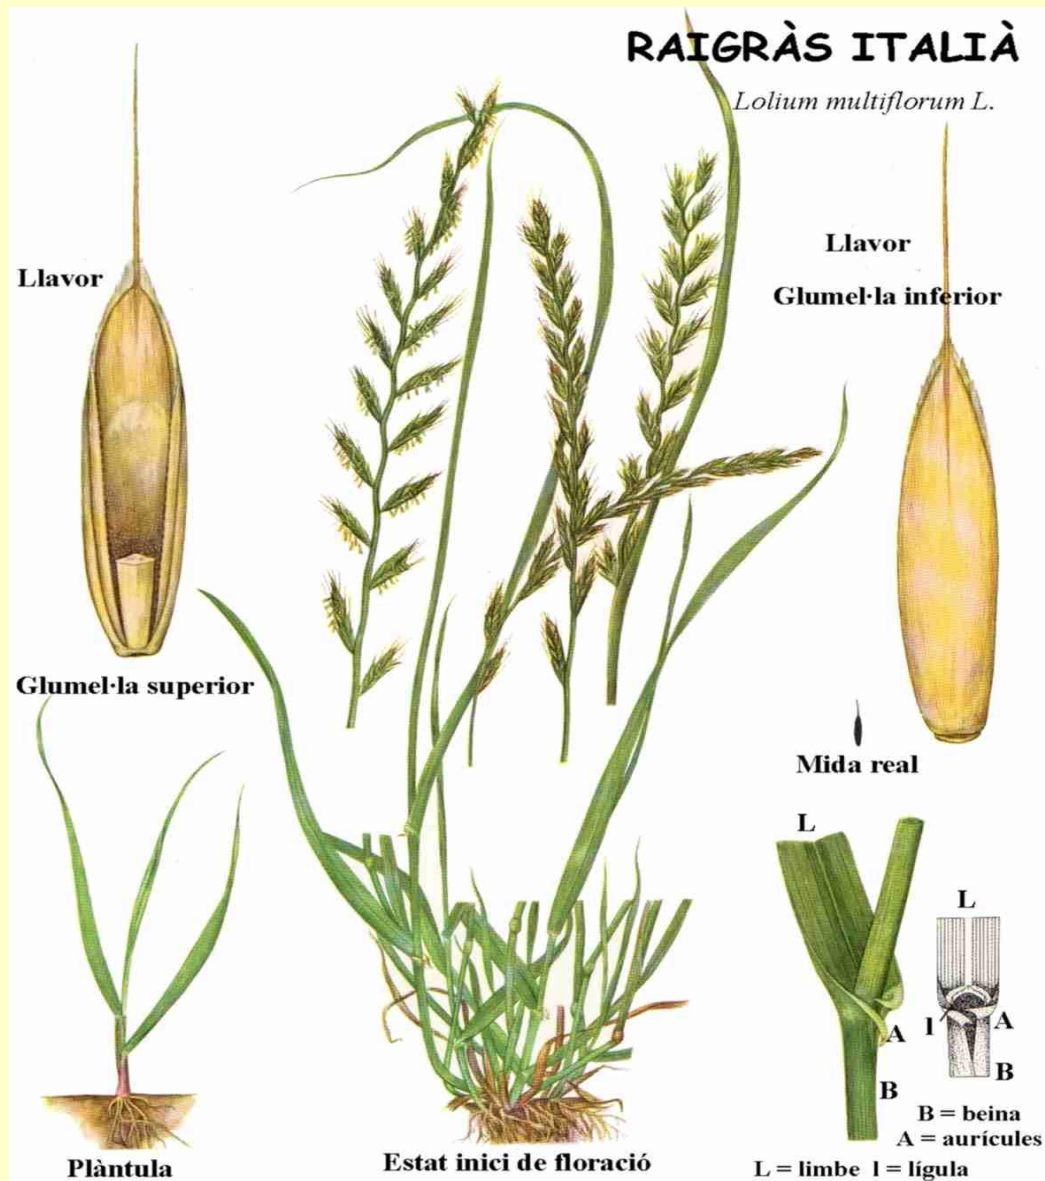 RAIGRÀS ITALIÀ
Lolium multiflorum L.
Llavor
Llavor
Glumel·la inferior
Glumel·la superior
Mida real
L
L
A
l
A
B
B
B = beina
A = aurícules
L = limbe l = lígula
Plàntula
Estat inici de floració